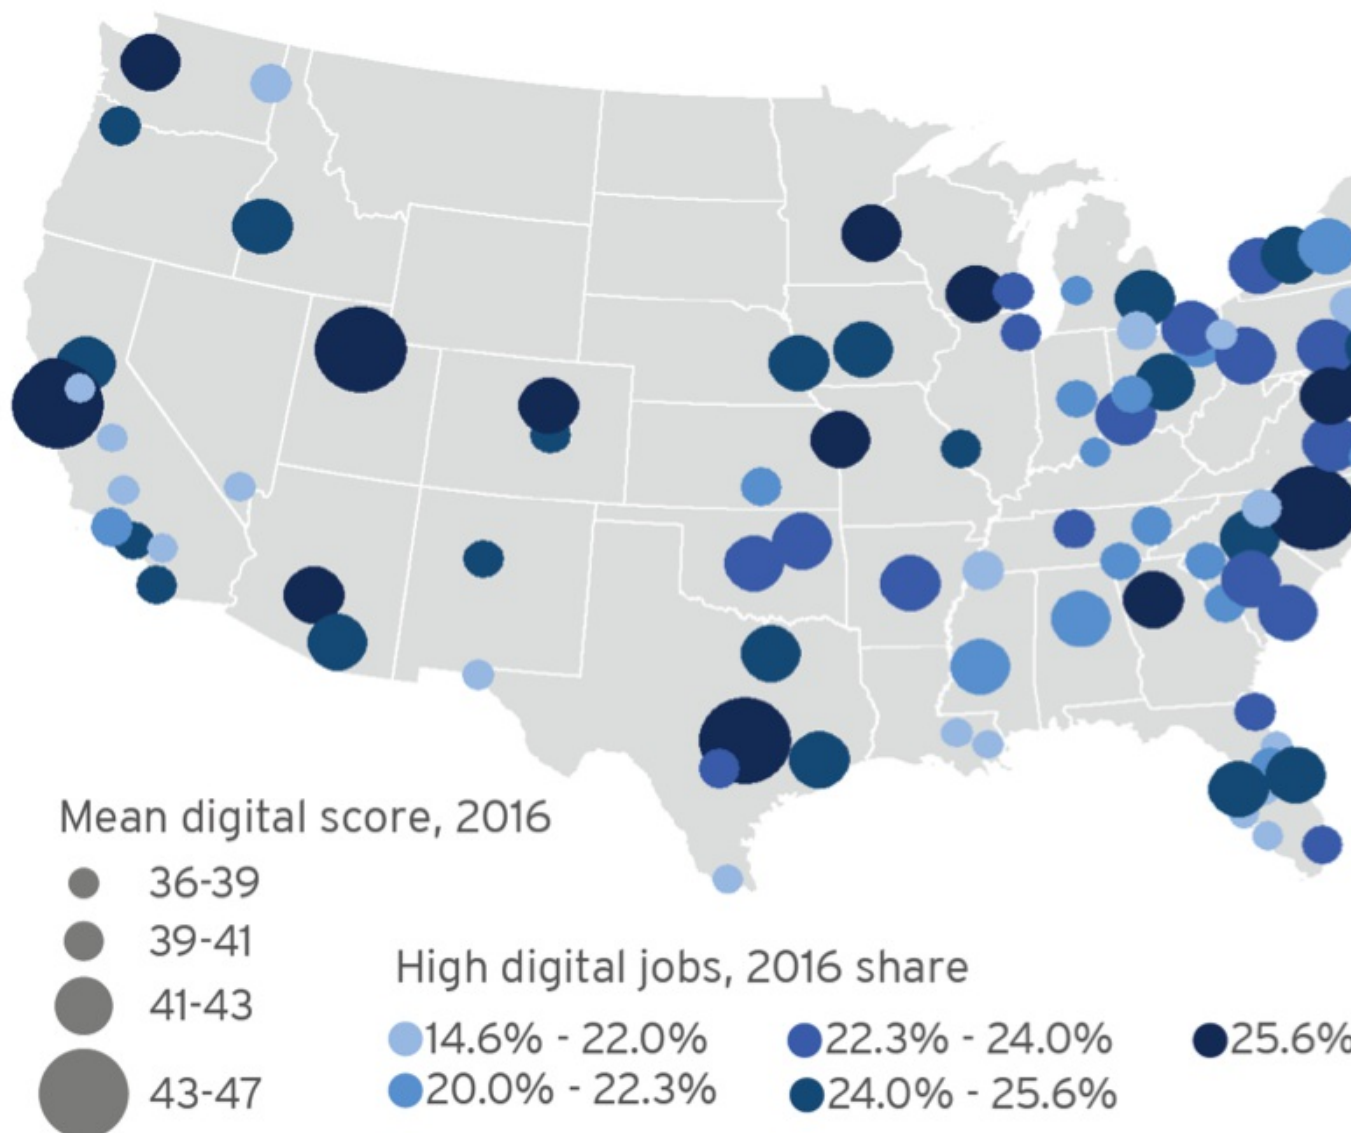 Mean digital score, 2016
36-39
39-41
41-43
43-47
High digital jobs, 2016 share
14.6% - 22.0%
22.3% - 24.0%
25.6%
20.0% - 22.3%
24.0% - 25.6%